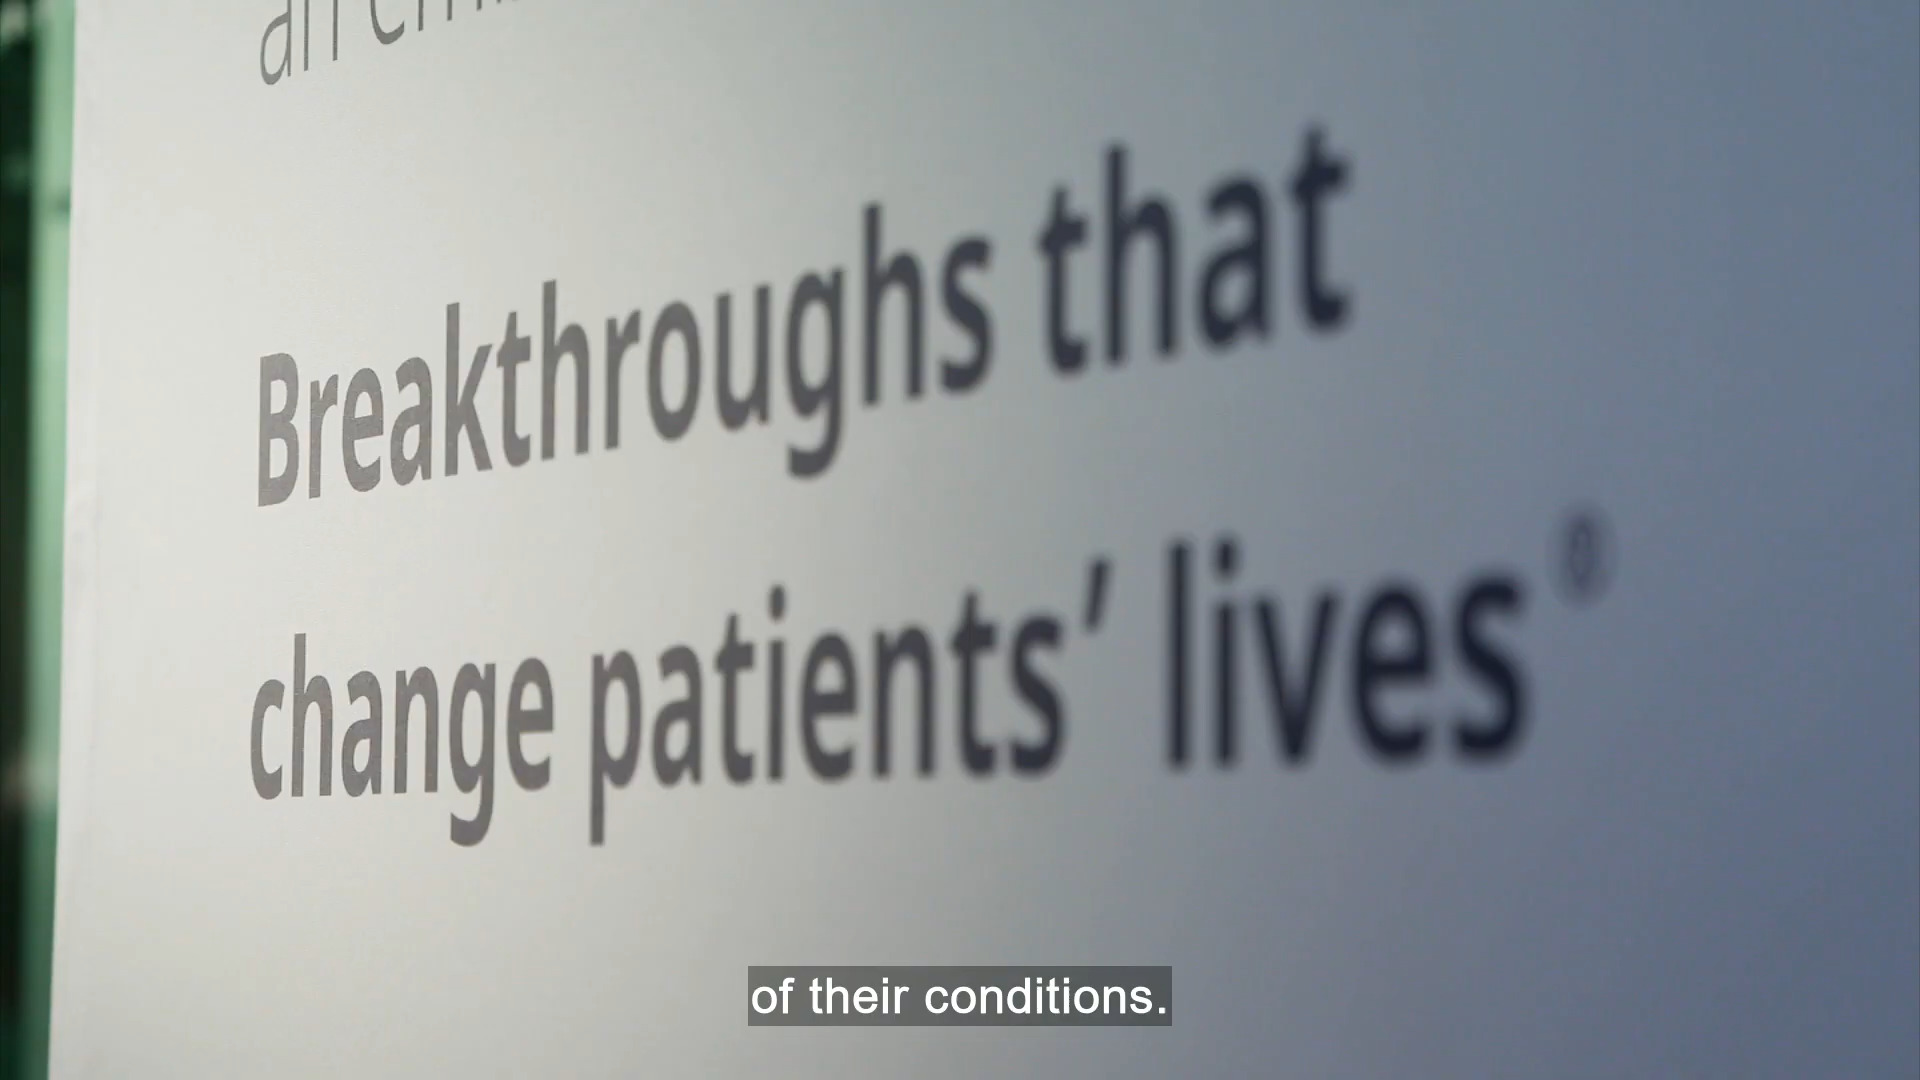 Breakthroughs that
change patients’ lives®
of their conditions.